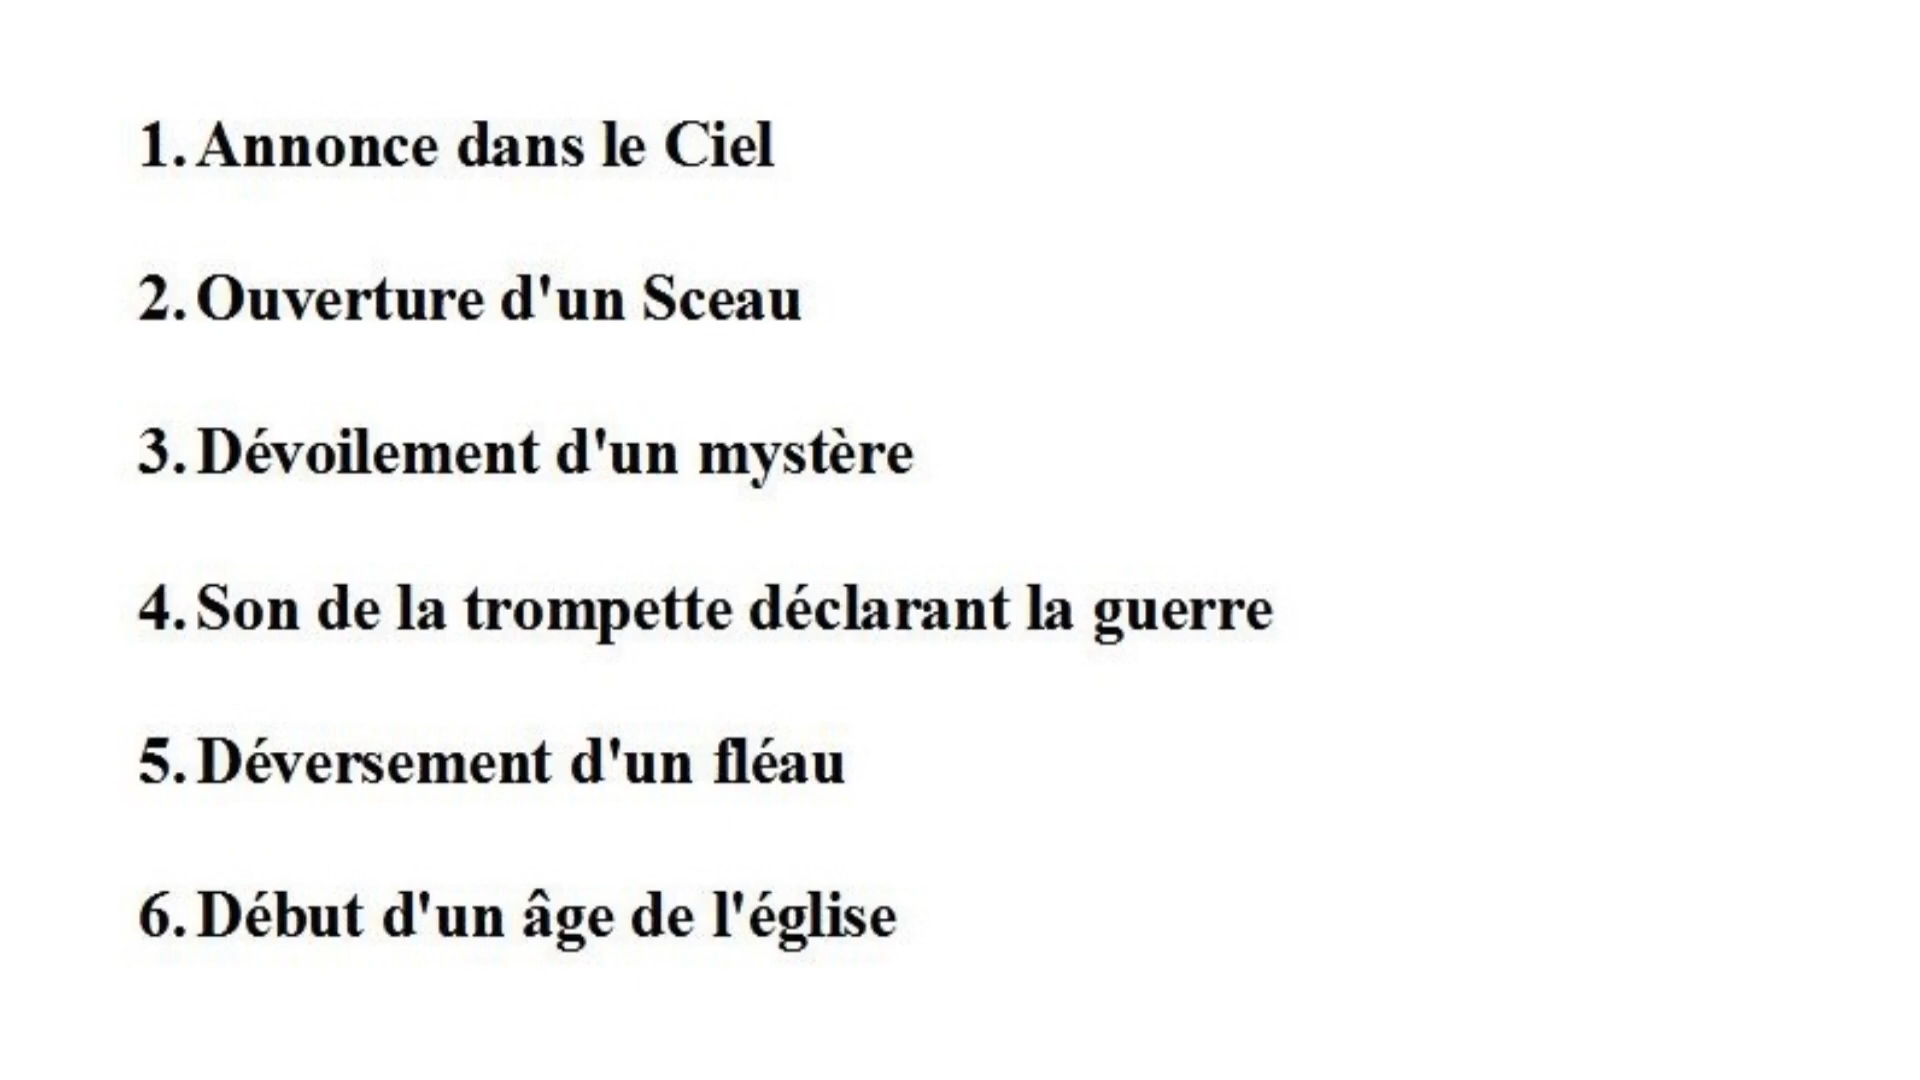 1. Annonce dans le Ciel
2. Ouverture d'un Sceau
3. Dévoilement d'un mystère
4. Son de la trompette déclarant la guerre
5. Déversement d'un fléau
6. Début d'un âge de l'église